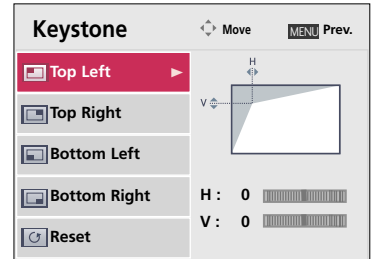 Keystone
Move
MENU Prev.
Top Left
Top Right
Bottom Left
Bottom Right
Reset
H
V
H : 0
V : 0